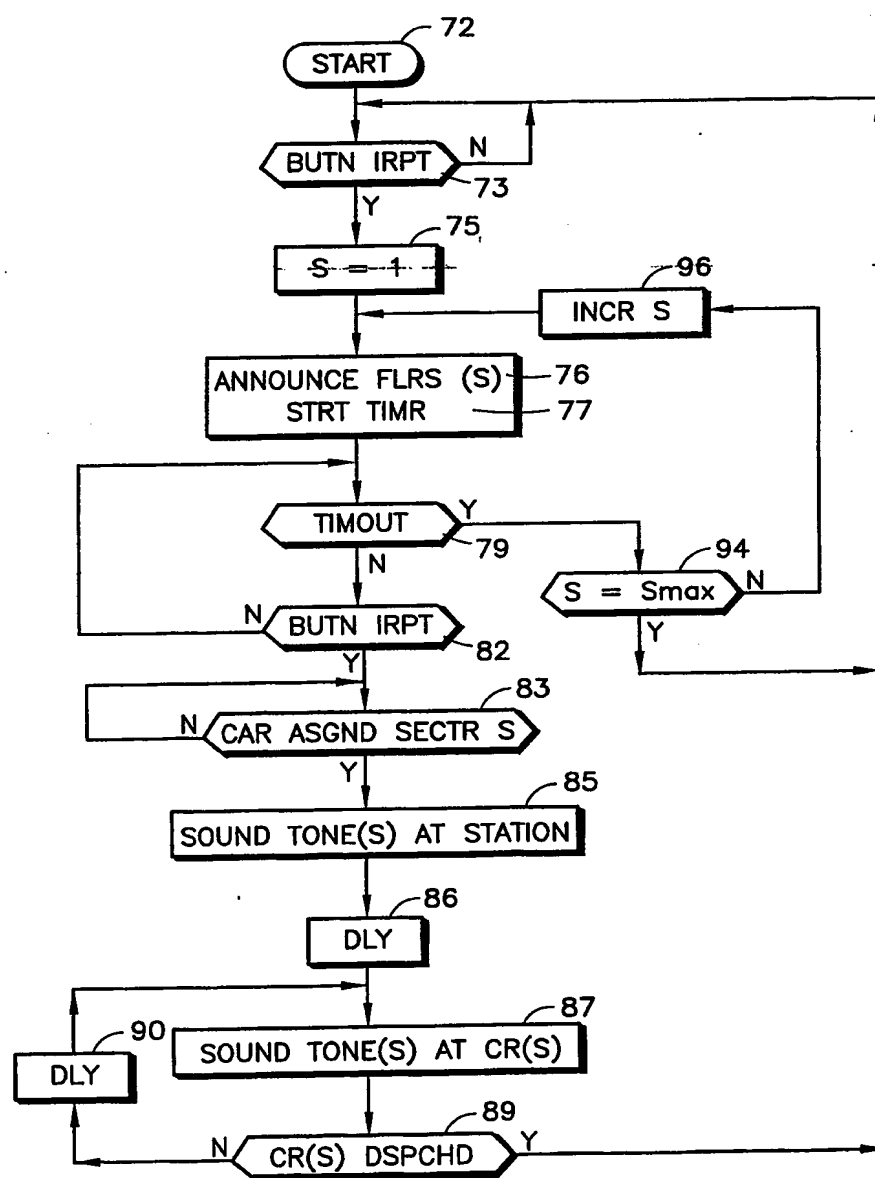 72
START
BUTN IRPT
N
73
Y
75
S = 1
96
INCR S
ANNOUNCE FLRS (S) 76
STRT TIMR 77
TIMOUT
Y
79
N
94
S = Smax
N
Y
N
BUTN IRPT
82
Y
83
N
CAR ASGND SECTR S
Y
85
SOUND TONE(S) AT STATION
86
DLY
87
90
SOUND TONE(S) AT CR(S)
DLY
89
N
CR(S) DSPCHD
Y